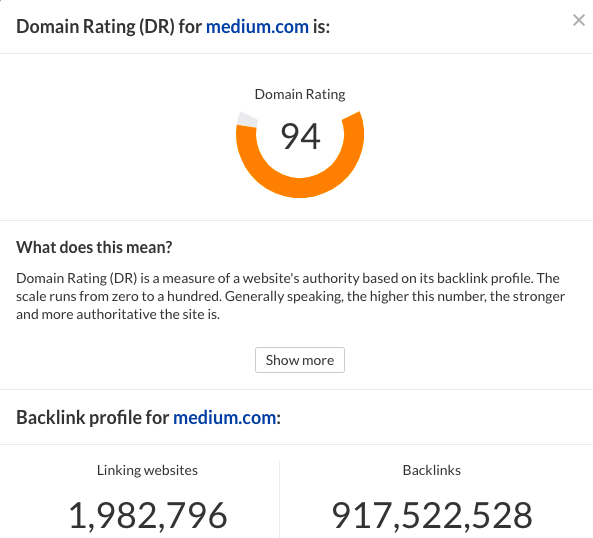 Domain Rating (DR) for medium.com is:
Domain Rating
94
What does this mean?
Domain Rating (DR) is a measure of a website's authority based on its backlink profile. The
scale runs from zero to a hundred. Generally speaking, the higher this number, the stronger
and more authoritative the site is.
Show more
Backlink profile for medium.com:
Linking websites
1,982,796
Backlinks
917,522,528